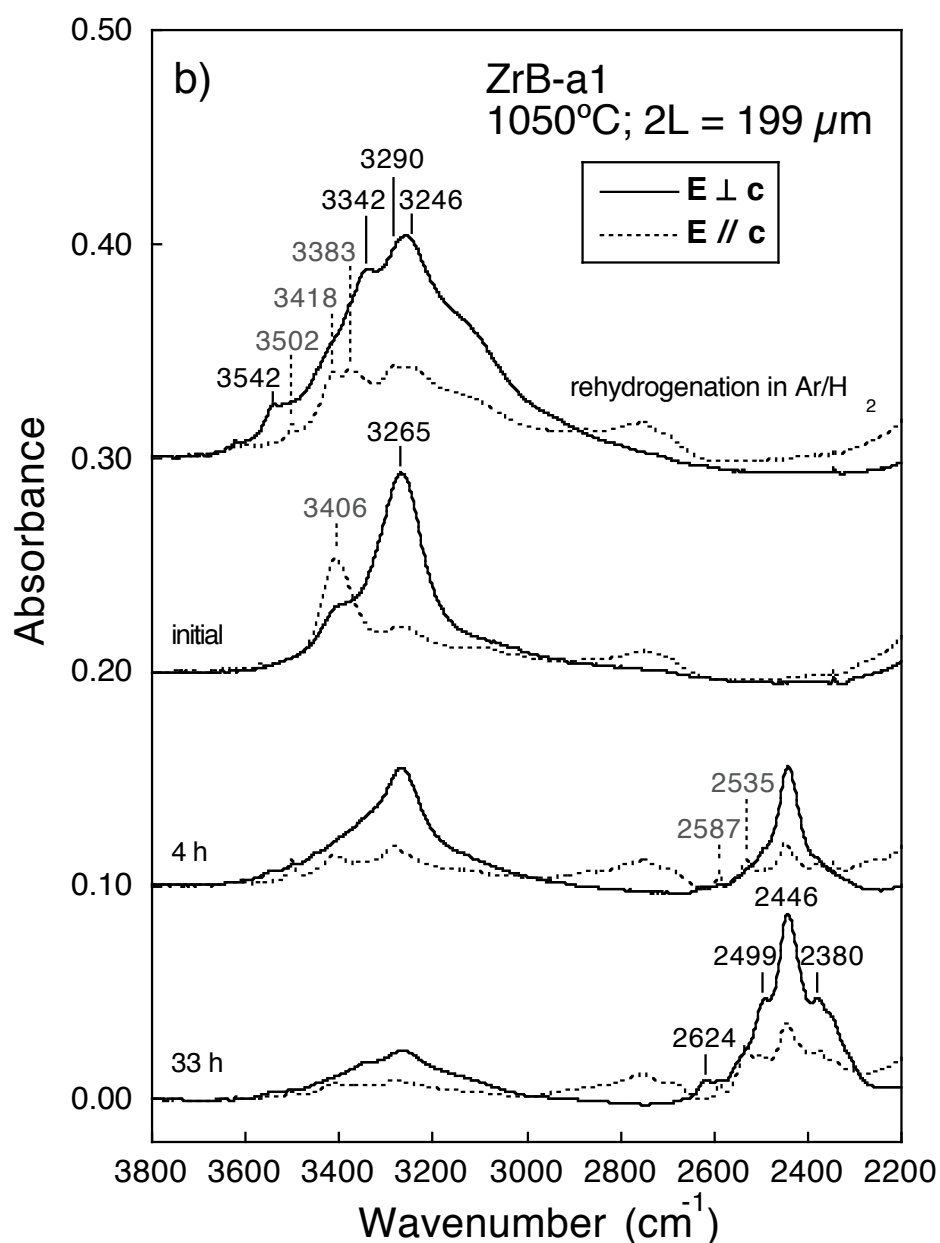 0.50
b)
ZrB-a1
1050ºC; 2L = 199 µm
E ⊥ c
E // c
3290
3342
3246
0.40
3383
3418
3502
3542
rehydrogenation in Ar/H2
0.30
3265
3406
initial
0.20
2535
2587
4 h
0.10
2446
2499
2380
2624
33 h
0.00
3800 3600 3400 3200 3000 2800 2600 2400 2200
Wavenumber (cm-1)
Absorbance